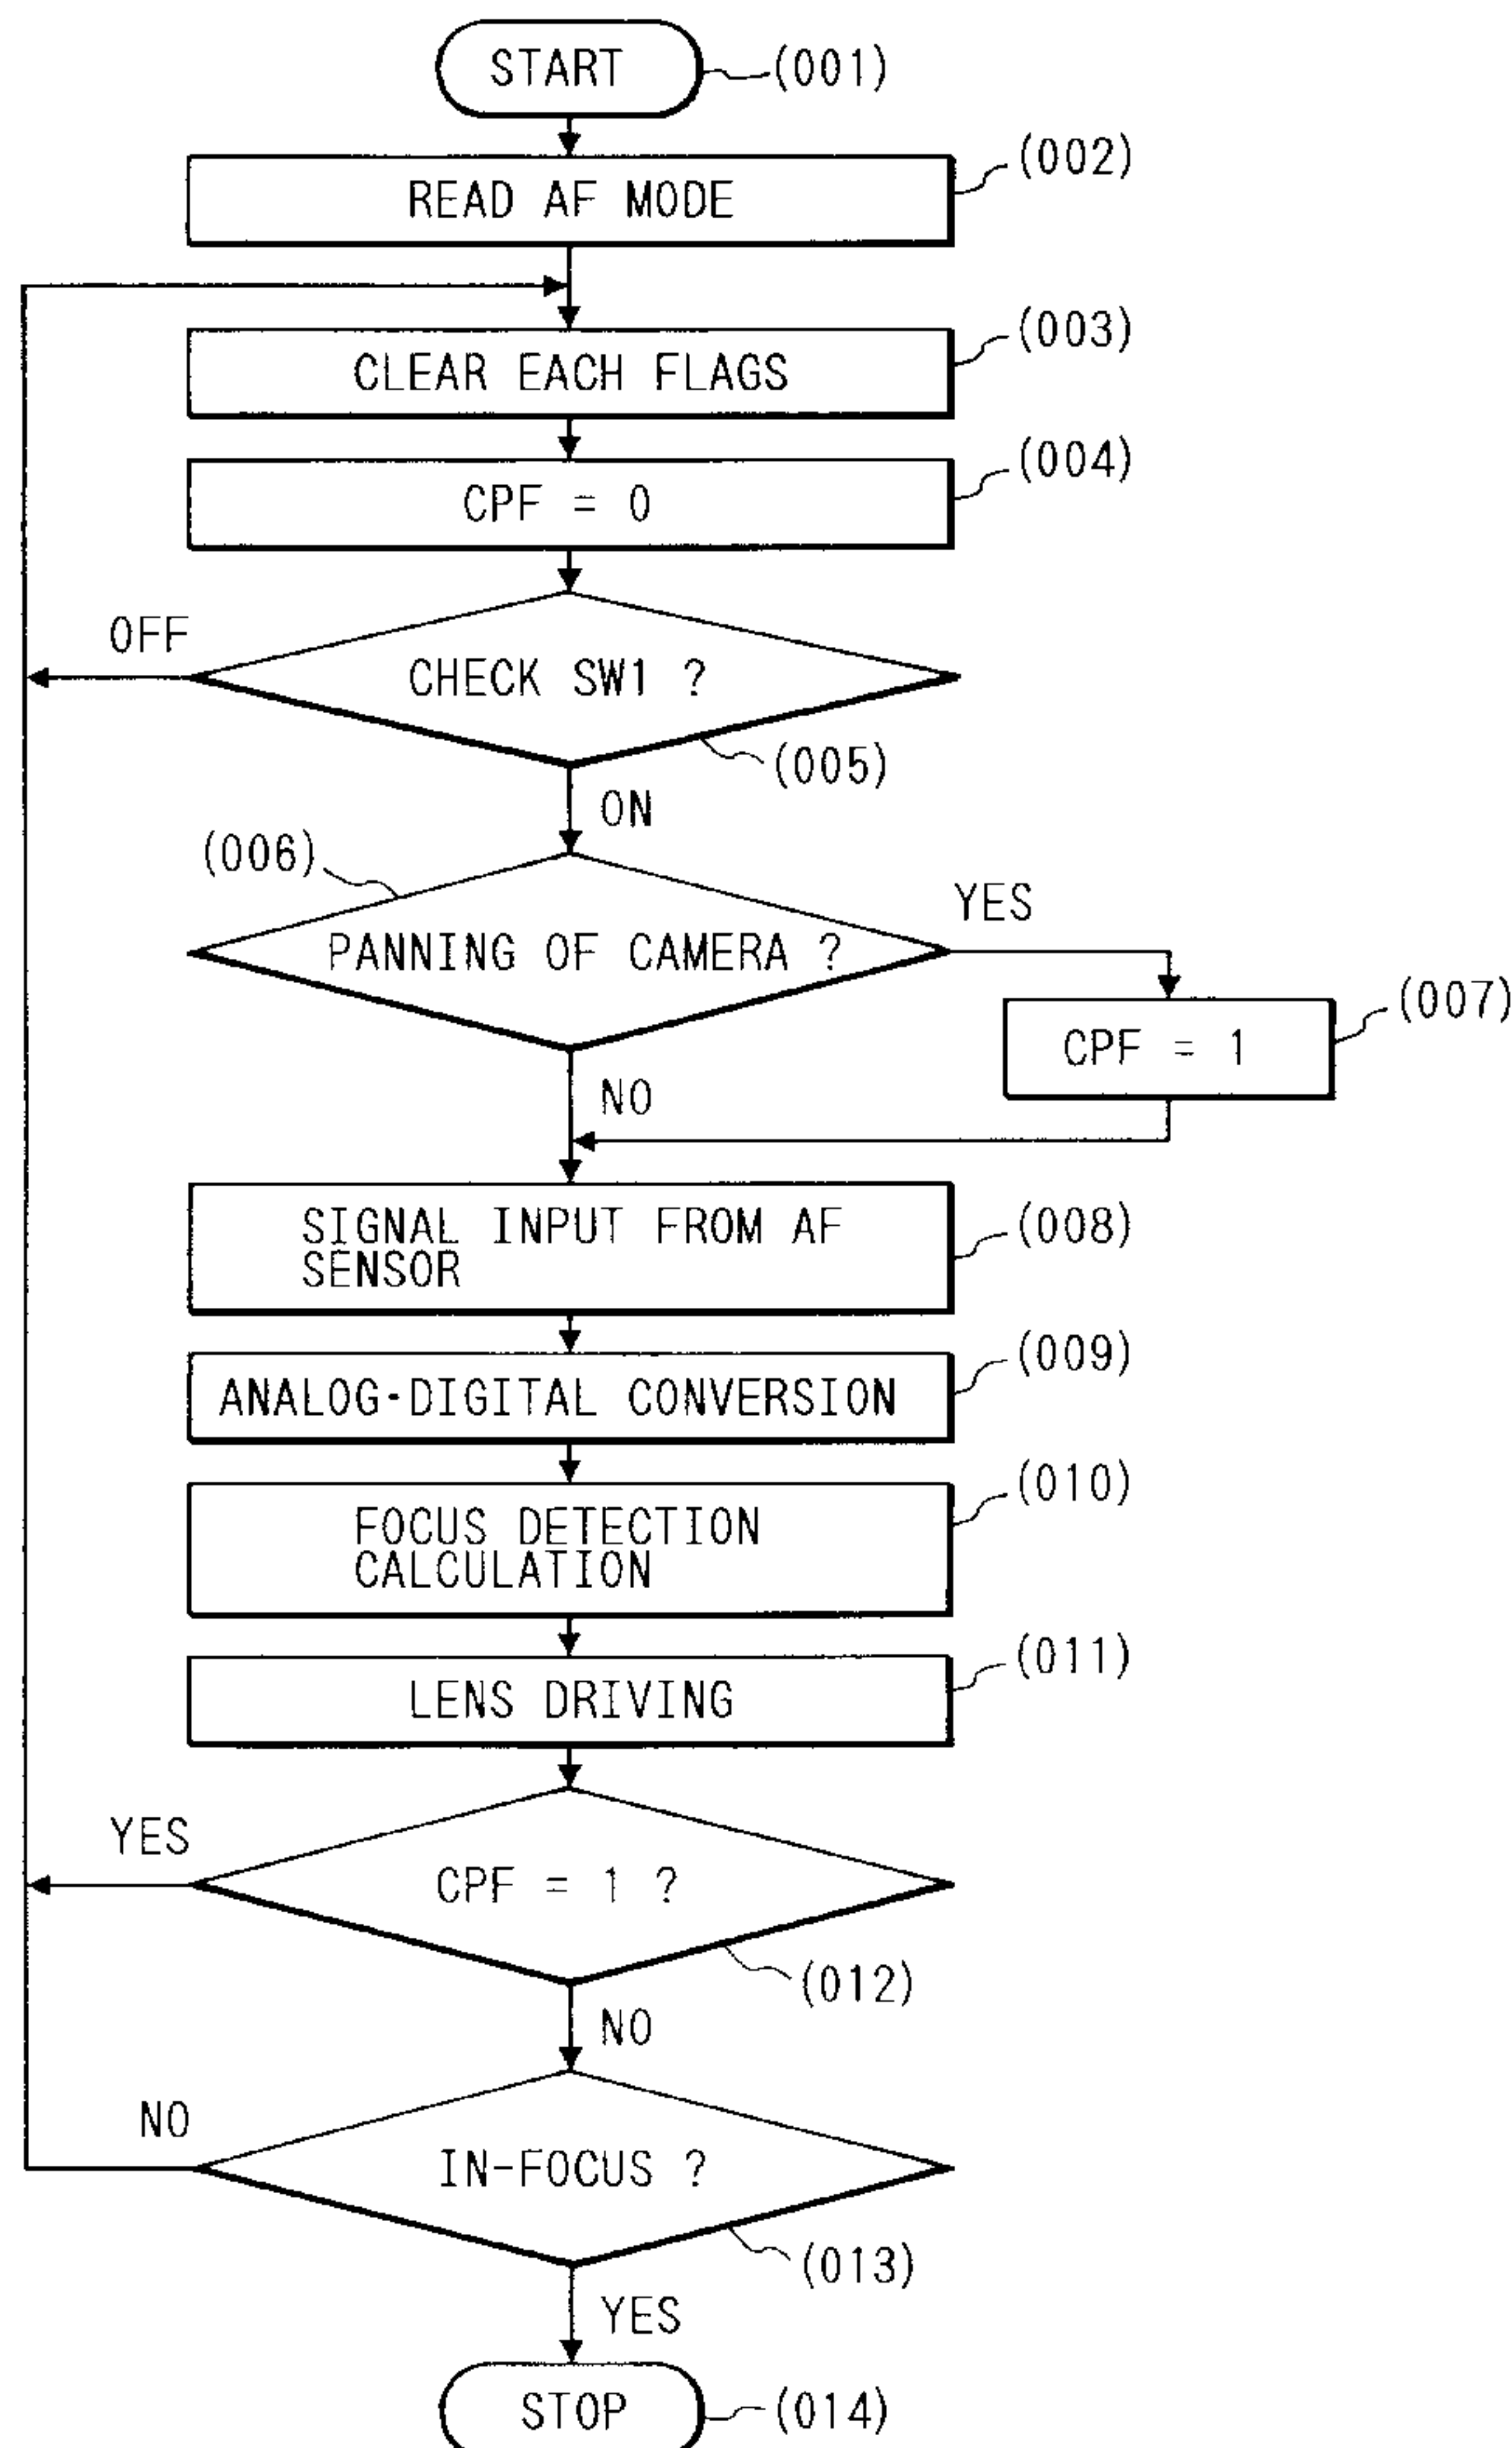 START
(001)
READ AF MODE
(002)
CLEAR EACH FLAGS
(003)
CPF = 0
(004)
OFF
CHECK SW1 ?
(005)
ON
(006)
PANNING OF CAMERA ?
YES
CPF = 1
(007)
NO
SIGNAL INPUT FROM AF
SENSOR
(008)
ANALOG-DIGITAL CONVERSION
(009)
FOCUS DETECTION
CALCULATION
(010)
LENS DRIVING
(011)
YES
CPF = 1 ?
(012)
NO
NO
IN-FOCUS ?
(013)
YES
STOP
(014)